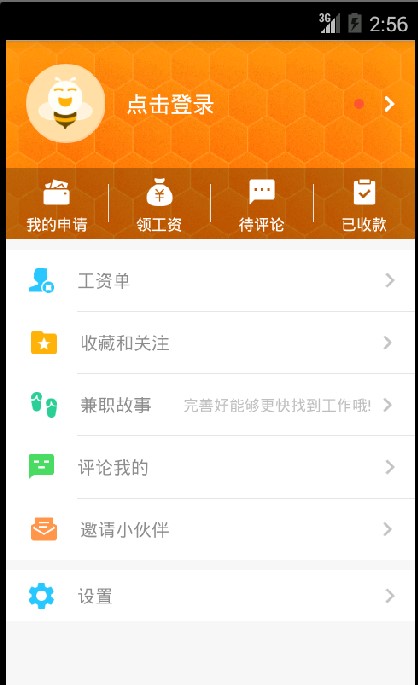 3G 2:56
点击登录
我的申请 领工资 待评论 已收款
工资单
收藏和关注
兼职故事 完善好能够更快找到工作哦!
评论我的
邀请小伙伴
设置